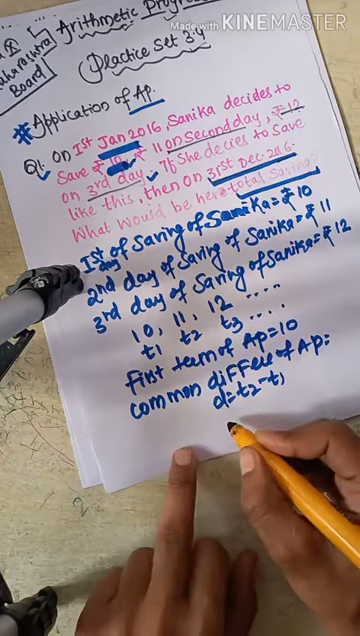 Made With KINEMASTER
Arithmetic Progre
Maharashtra
Board
Practice Set 3.4
# Application of AP.
Q1. On 1st Jan 2016, Sanika decides to
Save ₹ 10, ₹ 11 on Second day, ₹ 12
on 3rd day. If She decies to Save
like this, then on 31st Dec. 2016.
What would be here total Saving?
1st day of Saving of Sanika = ₹ 10
2nd day of Saving of Sanika = ₹ 11
3rd day of Saving of Sanika = ₹ 12
10, 11, 12 ....
t1 t2 t3 ....
First term of AP = 10
common diffee of AP:
d = t2 - t1